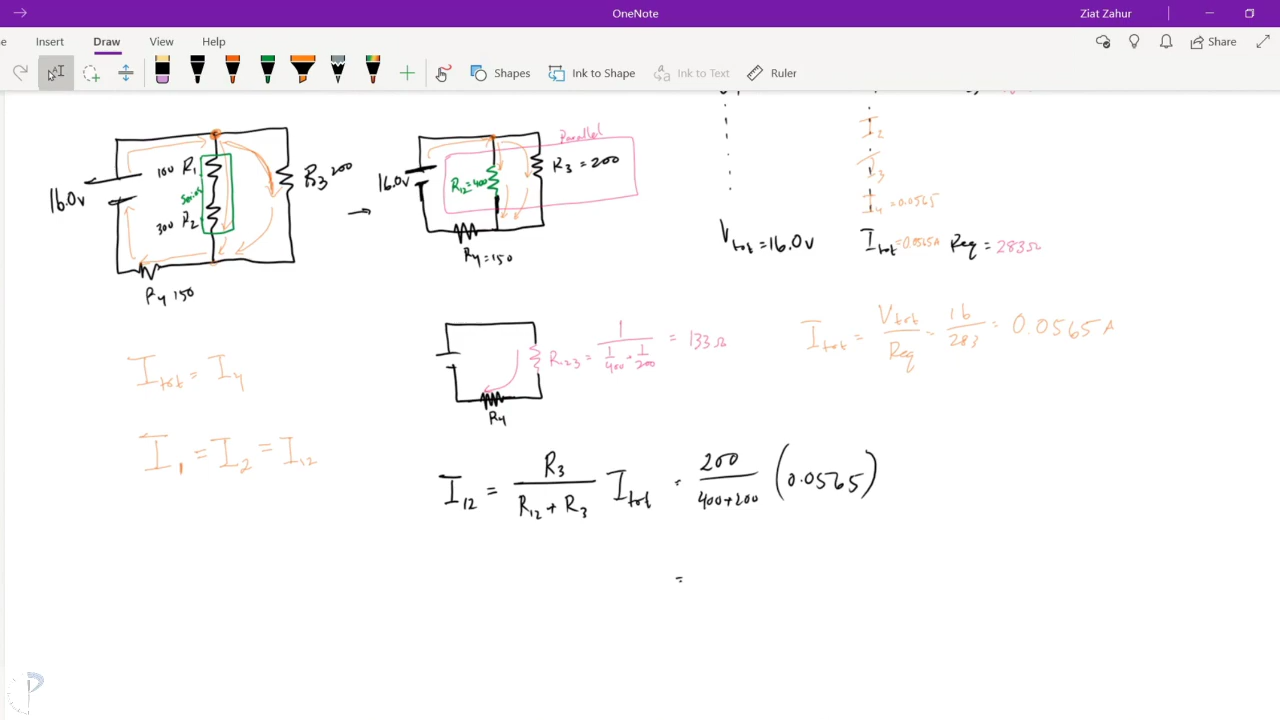 OneNote
Ziat Zahur
Insert
Draw
View
Help
Share
Shapes
Ink to Shape
Ink to Text
Ruler
16.0v
100 R1
Series
300 R2
R3 200
R4 150
16.0v
Parallel
R12=400
R3 = 200
R4=150
I2
I3
I4=0.0565
Vtot = 16.0v
Itot=0.0565A
Req = 283Ω
R23 = 1 / (1/400 + 1/200) = 133Ω
R4
Itot = Vtot/Req = 16/283 = 0.0565 A
Itot = I4
I1 = I2 = I12
I12 = R3/(R12 + R3) Itot = 200/(400+200) (0.0565)
=